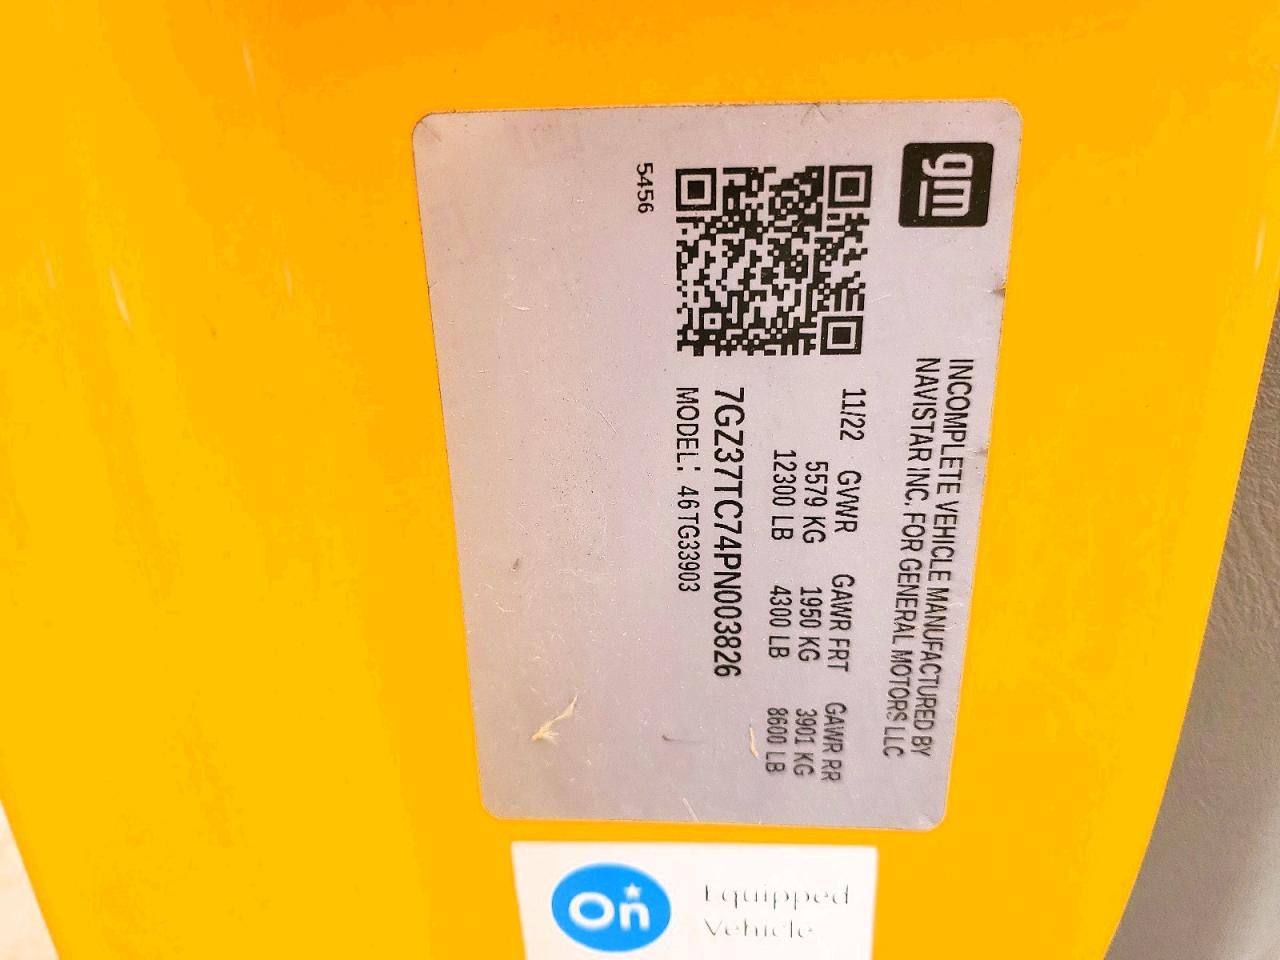 gm
INCOMPLETE VEHICLE MANUFACTURED BY
NAVISTAR INC. FOR GENERAL MOTORS LLC
11/22 GVWR GAWR FRT GAWR RR
5579 KG 1950 KG 3901 KG
12300 LB 4300 LB 8600 LB
7GZ37TC74PN003826
MODEL: 46TG33903
5456
On
Equipped
Vehicle